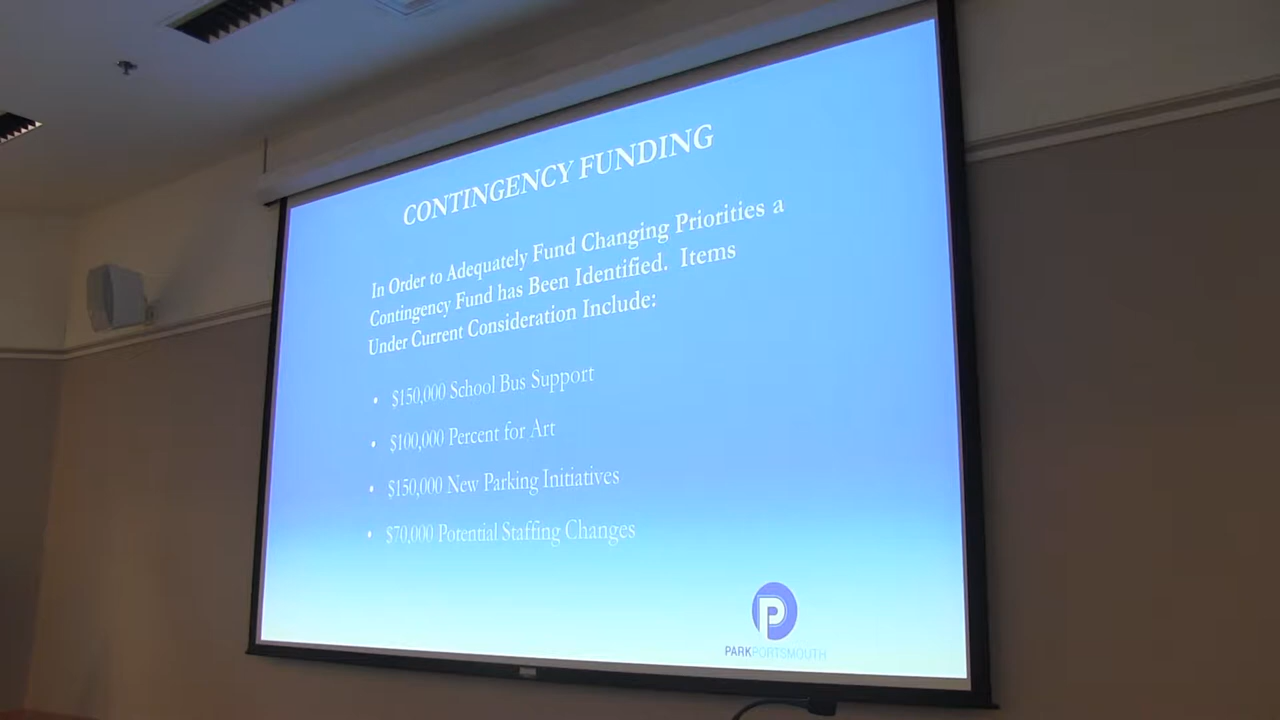 CONTINGENCY FUNDING
In Order to Adequately Fund Changing Priorities a
Contingency Fund has Been Identified. Items
Under Current Consideration Include:
• $150,000 School Bus Support
• $100,000 Percent for Art
• $150,000 New Parking Initiatives
• $70,000 Potential Staffing Changes
P
PARKPORTSMOUTH